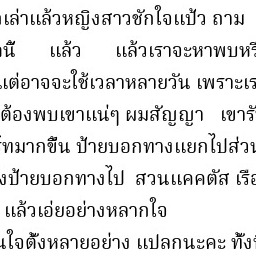 เล่าแล้วหญิงสาวชักใจแป้ว ถาม
นี้ แล้ว แล้วเราจะหาพบหรื
แต่อาจจะใช้เวลาหลายวัน เพราะเร
ต้องพบเขาแน่ๆ ผมสัญญา เขารั
มากขึ้น ป้ายบอกทางแยกไปส่วน
งป้ายบอกทางไป สวนแคคตัส เรือ
แล้วเอ่ยอย่างหลากใจ
นใจตั้งหลายอย่าง แปลกนะคะ ทั้งที